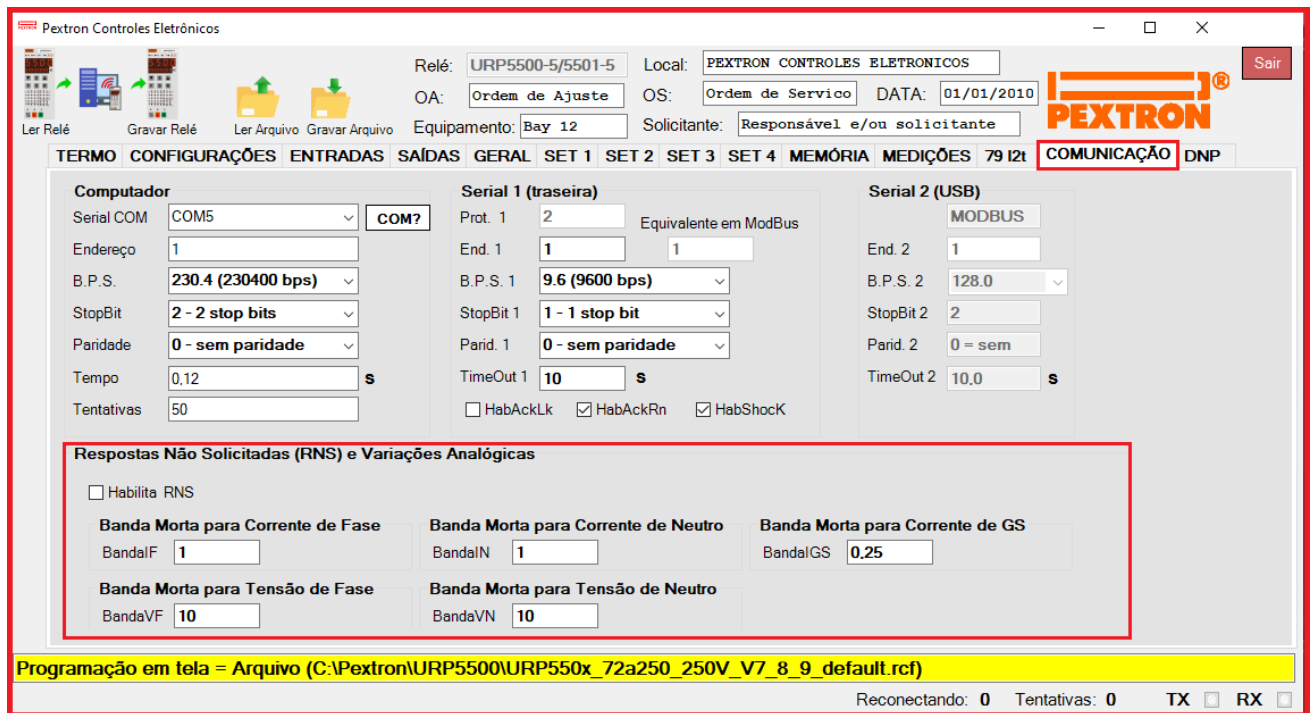 Pextron Controles Eletrônicos
Ler Relé
Gravar Relé
Ler Arquivo
Gravar Arquivo
Relé: URP5500-5/5501-5
Local: PEXTRON CONTROLES ELETRONICOS
OA: Ordem de Ajuste
OS: Ordem de Servico
DATA: 01/01/2010
Equipamento: Bay 12
Solicitante: Responsável e/ou solicitante
PEXTRON ®
Sair
TERMO CONFIGURAÇÕES ENTRADAS SAÍDAS GERAL SET 1 SET 2 SET 3 SET 4 MEMÓRIA MEDIÇÕES 79 I2t COMUNICAÇÃO DNP
Computador
Serial COM COM5 COM?
Endereço 1
B.P.S. 230.4 (230400 bps)
StopBit 2 - 2 stop bits
Paridade 0 - sem paridade
Tempo 0,12 s
Tentativas 50
Serial 1 (traseira)
Prot. 1 2 Equivalente em ModBus
End. 1 1 1
B.P.S. 1 9.6 (9600 bps)
StopBit 1 1 - 1 stop bit
Parid. 1 0 - sem paridade
TimeOut 1 10 s
HabAckLk HabAckRn HabShocK
Serial 2 (USB)
MODBUS
End. 2 1
B.P.S. 2 128.0
StopBit 2 2
Parid. 2 0 = sem
TimeOut 2 10,0 s
Respostas Não Solicitadas (RNS) e Variações Analógicas
Habilita RNS
Banda Morta para Corrente de Fase
BandaIF 1
Banda Morta para Corrente de Neutro
BandaIN 1
Banda Morta para Corrente de GS
BandaIGS 0,25
Banda Morta para Tensão de Fase
BandaVF 10
Banda Morta para Tensão de Neutro
BandaVN 10
Programação em tela = Arquivo (C:\Pextron\URP5500\URP550x_72a250_250V_V7_8_9_default.rcf)
Reconectando: 0 Tentativas: 0 TX RX